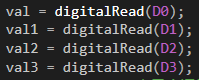 val = digitalRead(D0);
val1 = digitalRead(D1);
val2 = digitalRead(D2);
val3 = digitalRead(D3);